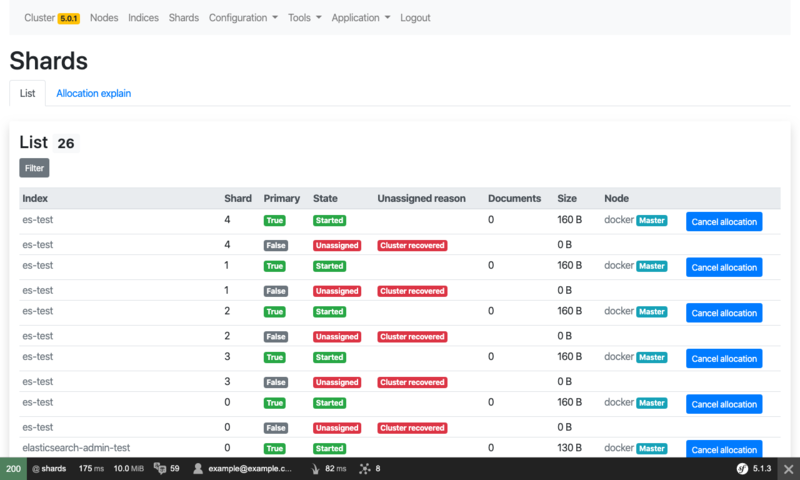 Cluster 5.0.1 Nodes Indices Shards Configuration Tools Application Logout
Shards
List Allocation explain
List 26
Filter
Index Shard Primary State Unassigned reason Documents Size Node
es-test 4 True Started 0 160 B docker Master Cancel allocation
es-test 4 False Unassigned Cluster recovered 0 B
es-test 1 True Started 0 160 B docker Master Cancel allocation
es-test 1 False Unassigned Cluster recovered 0 B
es-test 2 True Started 0 160 B docker Master Cancel allocation
es-test 2 False Unassigned Cluster recovered 0 B
es-test 3 True Started 0 160 B docker Master Cancel allocation
es-test 3 False Unassigned Cluster recovered 0 B
es-test 0 True Started 0 160 B docker Master Cancel allocation
es-test 0 False Unassigned Cluster recovered 0 B
elasticsearch-admin-test 0 True Started 0 130 B docker Master Cancel allocation
200 @ shards 175 ms 10.0 MiB 59 example@example.c... 82 ms 8 sf 5.1.3